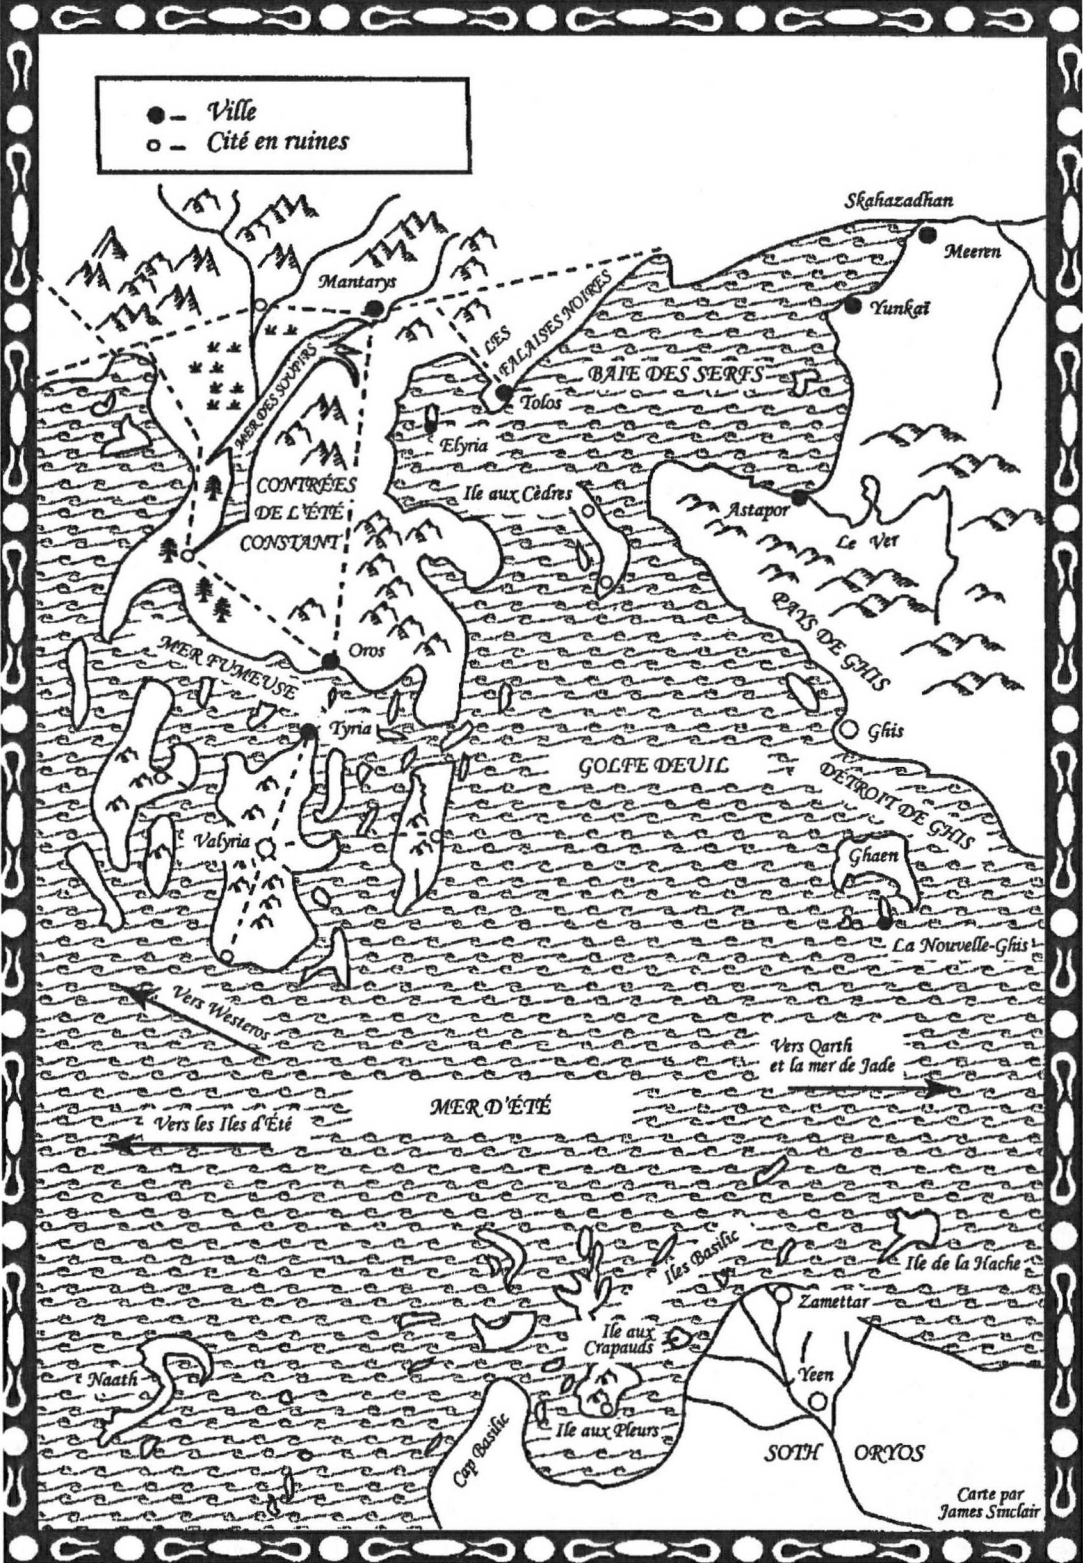 Ville
Cité en ruines
Skahazadhan
Meeren
Mantarys
Yunkaï
LES
FALAISES NOIRES
BAIE DES SERFS
MER DES SOUPIRS
Tolos
Elyria
CONTRÉES
DE L'ÉTÉ
CONSTANT
Ile aux Cèdres
Astapor
Le Ver
PAYS DE GHIS
MER FUMEUSE
Oros
Tyria
Ghis
GOLFE DEUIL
DÉTROIT DE GHIS
Valyria
Ghaen
La Nouvelle-Ghis
Vers Westeros
Vers Qarth
et la mer de Jade
MER D'ÉTÉ
Vers les Iles d'Été
Iles Basilic
Ile de la Hache
Zamettar
Ile aux
Crapauds
Naath
Yeen
Ile aux Pleurs
Cap Basilic
SOTH ORYOS
Carte par
James Sinclair